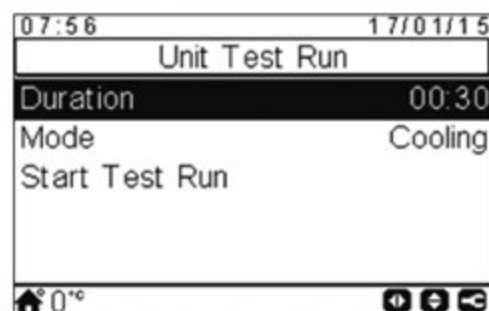 07:56 17/01/15
Unit Test Run
Duration 00:30
Mode Cooling
Start Test Run
0°c